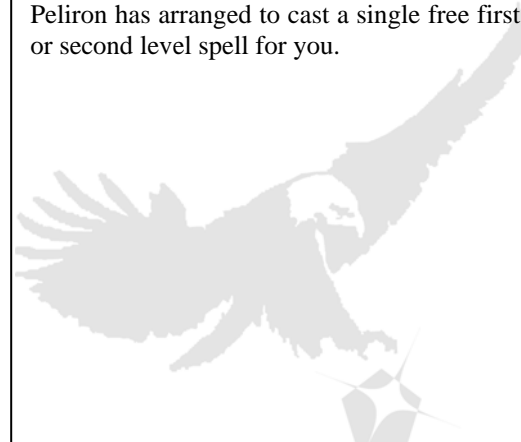 Peliron has arranged to cast a single free first
or second level spell for you.